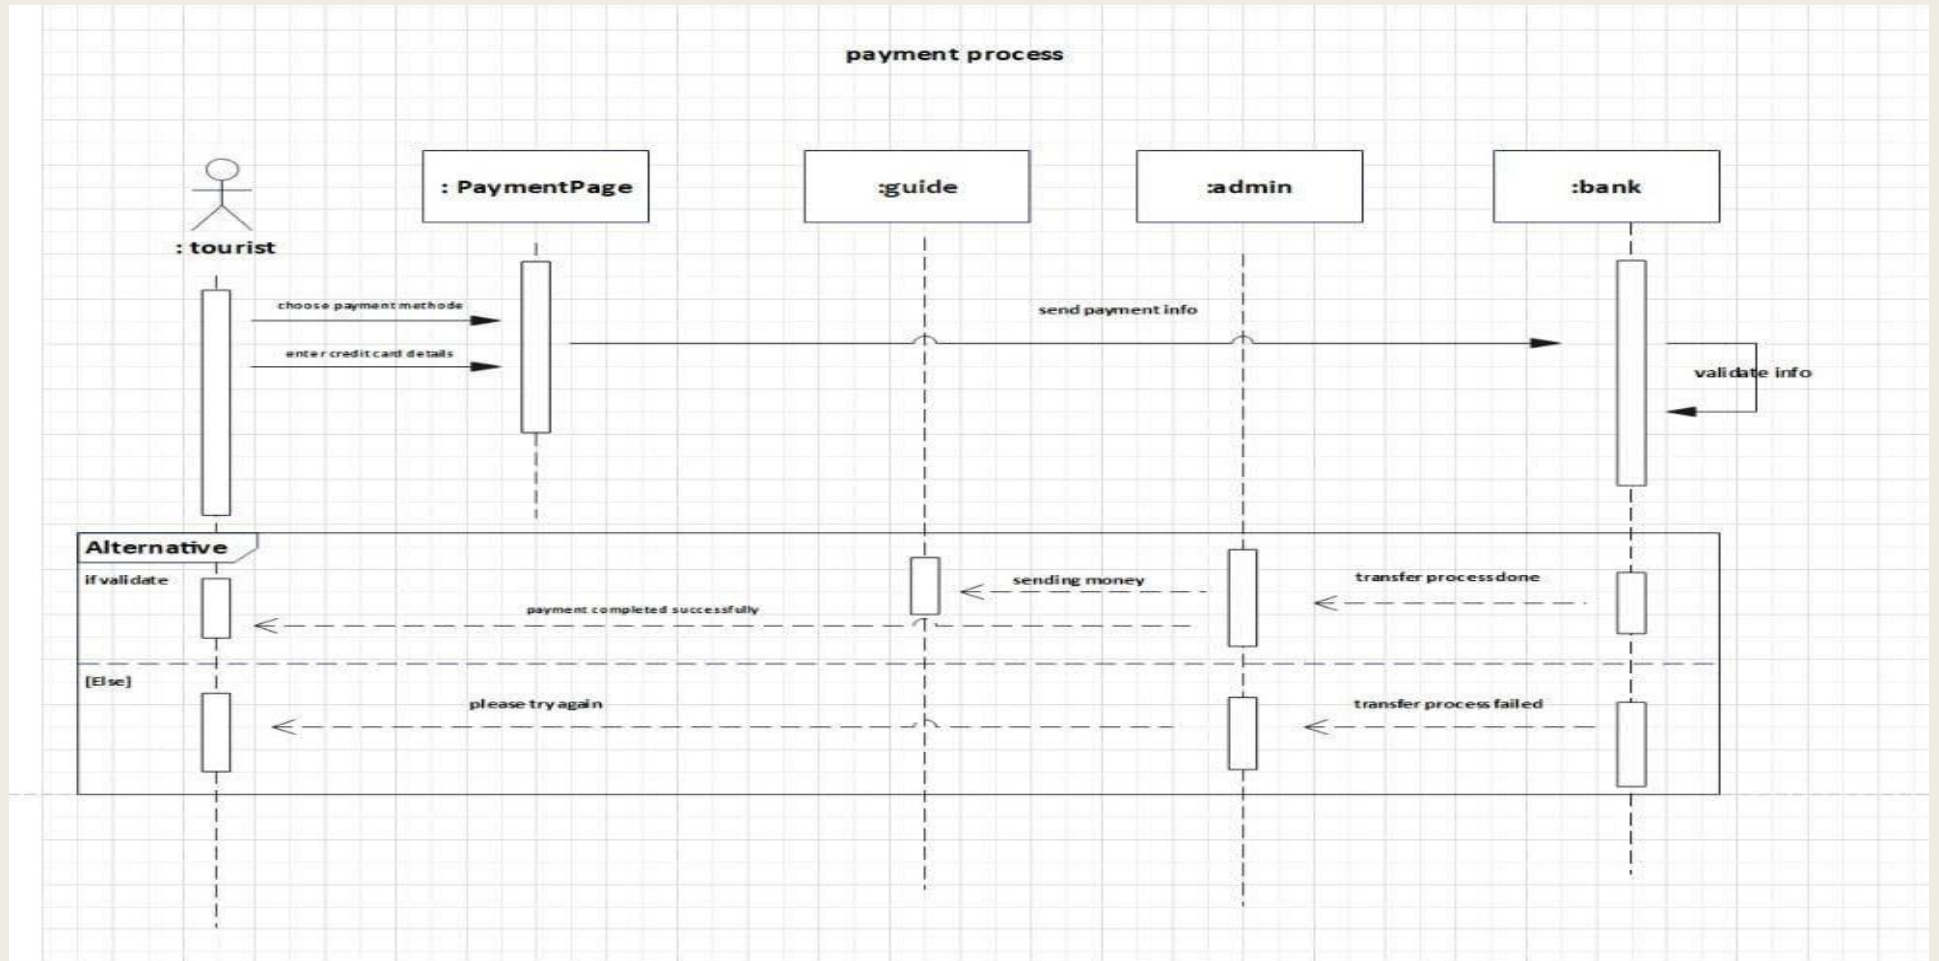 payment process
: tourist
: PaymentPage
:guide
:admin
:bank
choose payment methode
enter credit card details
send payment info
validate info
Alternative
if validate
sending money
transfer process done
payment completed successfully
[Else]
please try again
transfer process failed